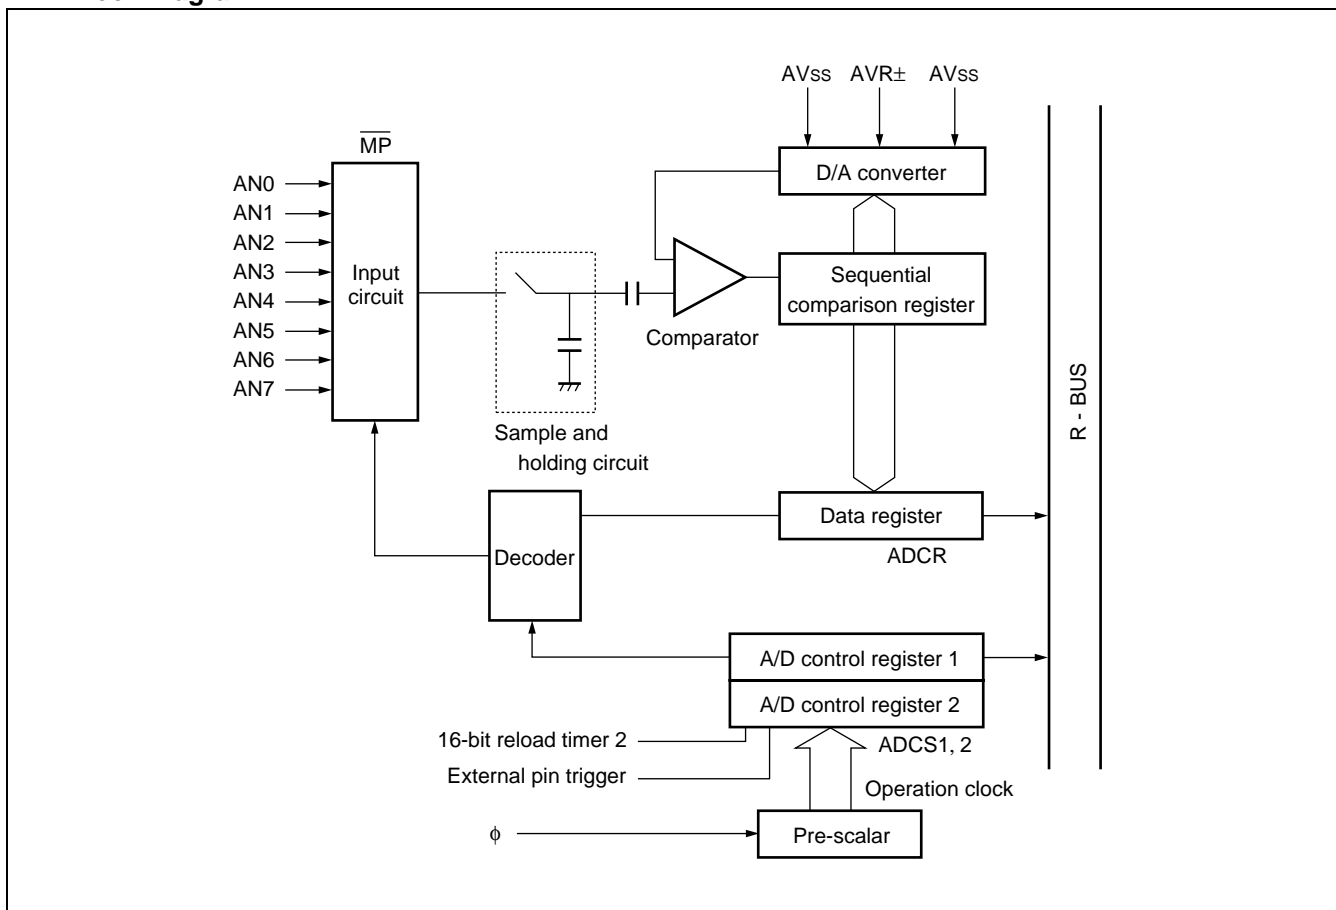 AVSS AVR± AVSS
MP
D/A converter
AN0
AN1
AN2
AN3
AN4
AN5
AN6
AN7
Input
circuit
Sequential
comparison register
Comparator
R - BUS
Sample and
holding circuit
Data register
ADCR
Decoder
A/D control register 1
A/D control register 2
16-bit reload timer 2
ADCS1, 2
External pin trigger
Operation clock
ϕ
Pre-scalar